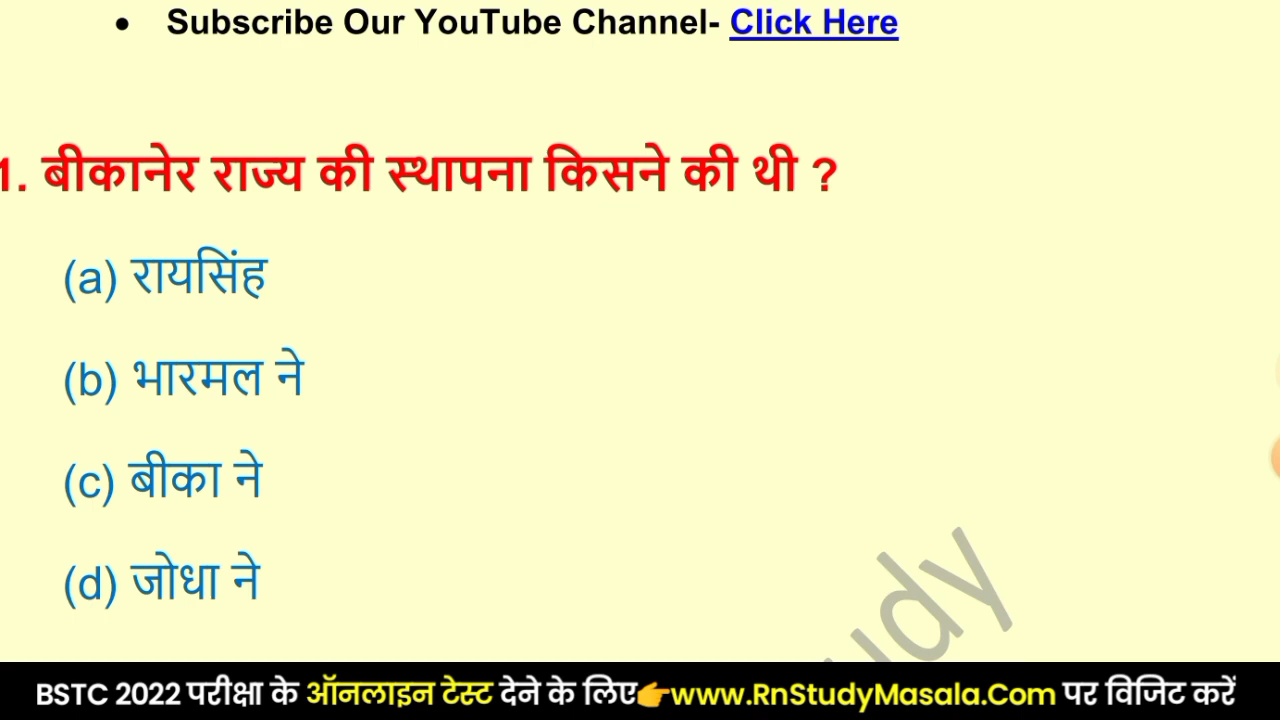 • Subscribe Our YouTube Channel- Click Here
1. बीकानेर राज्य की स्थापना किसने की थी ?
(a) रायसिंह
(b) भारमल ने
(c) बीका ने
(d) जोधा ने
udy
BSTC 2022 परीक्षा के ऑनलाइन टेस्ट देने के लिए👉www.RnStudyMasala.Com पर विजिट करें